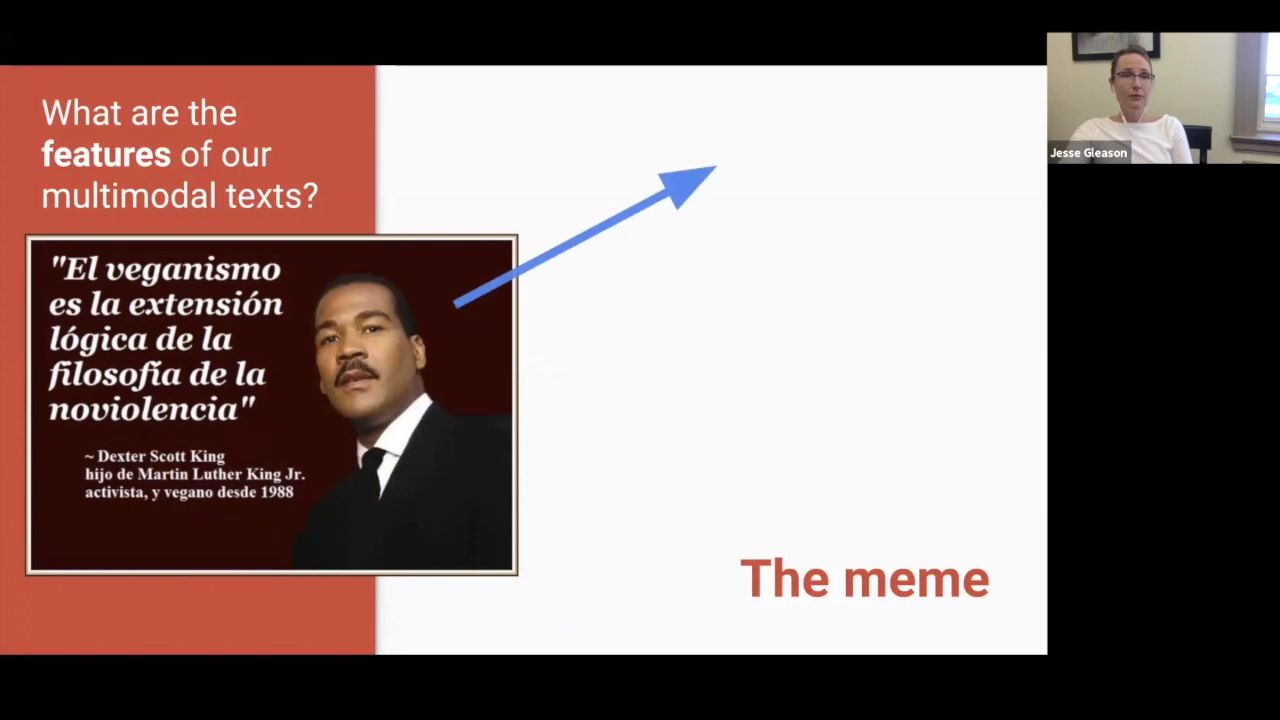 What are the
features of our
multimodal texts?
"El veganismo
es la extensión
lógica de la
filosofía de la
noviolencia"
~ Dexter Scott King
hijo de Martin Luther King Jr.
activista, y vegano desde 1988
The meme
Jesse Gleason